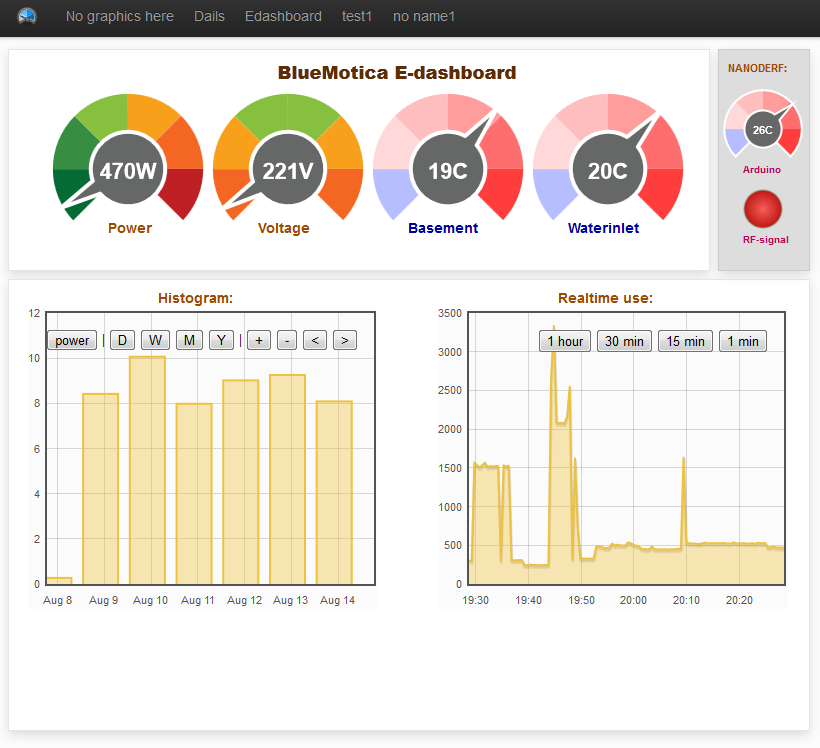 No graphics here Dails Edashboard test1 no name1
BlueMotica E-dashboard
470W 221V 19C 20C
Power Voltage Basement Waterinlet
NANODERF:
26C
Arduino
RF-signal
Histogram:
power | D W M Y | + - < >
12
10
8
6
4
2
0
Aug 8 Aug 9 Aug 10 Aug 11 Aug 12 Aug 13 Aug 14
Realtime use:
1 hour 30 min 15 min 1 min
3500
3000
2500
2000
1500
1000
500
0
19:30 19:40 19:50 20:00 20:10 20:20